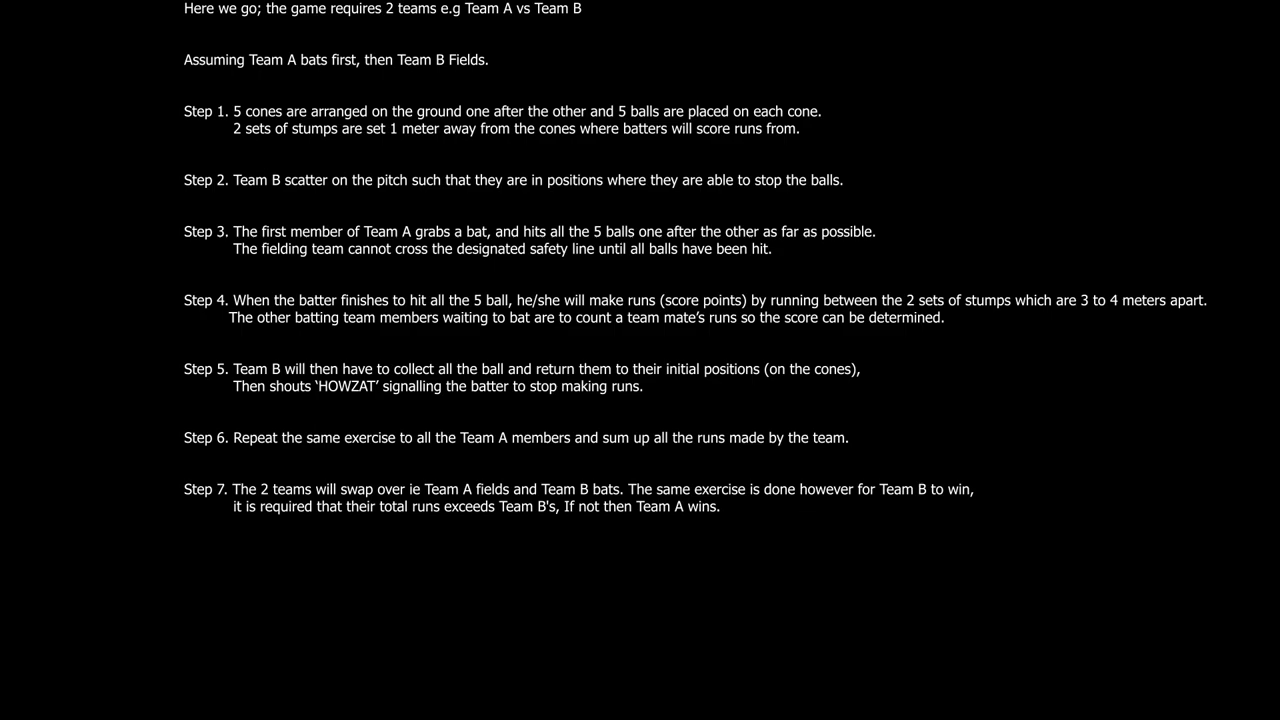 Here we go; the game requires 2 teams e.g Team A vs Team B
Assuming Team A bats first, then Team B Fields.
Step 1. 5 cones are arranged on the ground one after the other and 5 balls are placed on each cone.
2 sets of stumps are set 1 meter away from the cones where batters will score runs from.
Step 2. Team B scatter on the pitch such that they are in positions where they are able to stop the balls.
Step 3. The first member of Team A grabs a bat, and hits all the 5 balls one after the other as far as possible.
The fielding team cannot cross the designated safety line until all balls have been hit.
Step 4. When the batter finishes to hit all the 5 ball, he/she will make runs (score points) by running between the 2 sets of stumps which are 3 to 4 meters apart.
The other batting team members waiting to bat are to count a team mate’s runs so the score can be determined.
Step 5. Team B will then have to collect all the ball and return them to their initial positions (on the cones),
Then shouts ‘HOWZAT’ signalling the batter to stop making runs.
Step 6. Repeat the same exercise to all the Team A members and sum up all the runs made by the team.
Step 7. The 2 teams will swap over ie Team A fields and Team B bats. The same exercise is done however for Team B to win,
it is required that their total runs exceeds Team B's, If not then Team A wins.